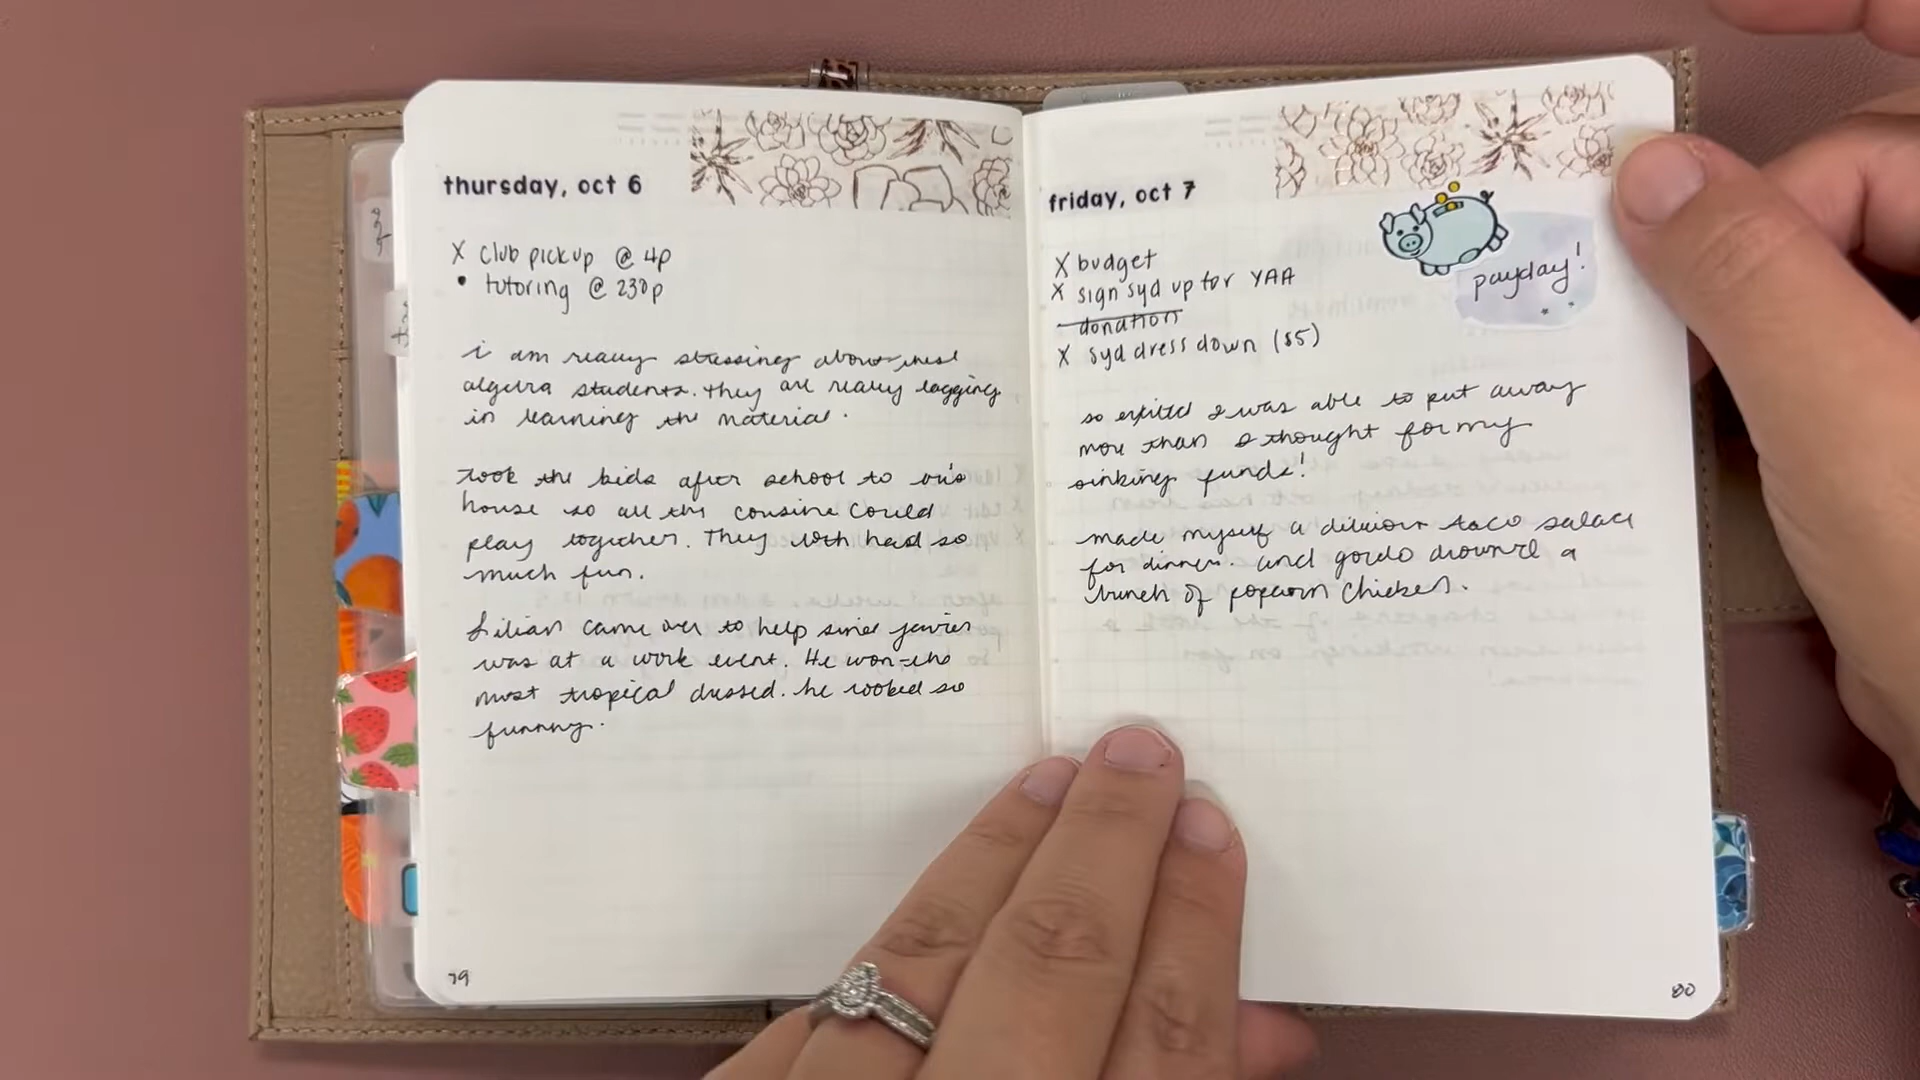 thursday, oct 6
X club pickup @ 4p
• tutoring @ 230p
i am really stressing about these
algebra students. They are really lagging
in learning the material.
Took the kids after school to
house so all the cousins could
play together. They both had so
much fun.
Lilian came over to help since javier
was at a work event. He won the
most tropical dressed. he looked so
funnny.
79
friday, oct 7
X budget
X sign syd up for YAA
donation
X syd dress down ($5)
payday!
so excited I was able to put away
more than I thought for my
sinking funds!
made myself a delicious taco salad
for dinner. and gordo drowned a
bunch of popcorn chicken.
80